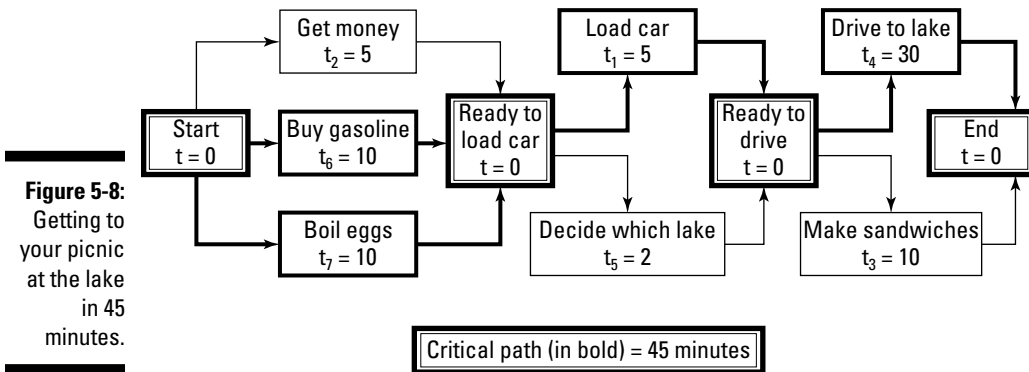 Get money
t₂ = 5
Load car
t₁ = 5
Drive to lake
t₄ = 30
Start
t = 0
Buy gasoline
t₆ = 10
Ready to
load car
t = 0
Ready to
drive
t = 0
End
t = 0
Boil eggs
t₇ = 10
Decide which lake
t₅ = 2
Make sandwiches
t₃ = 10
Figure 5-8:
Getting to
your picnic
at the lake
in 45
minutes.
Critical path (in bold) = 45 minutes